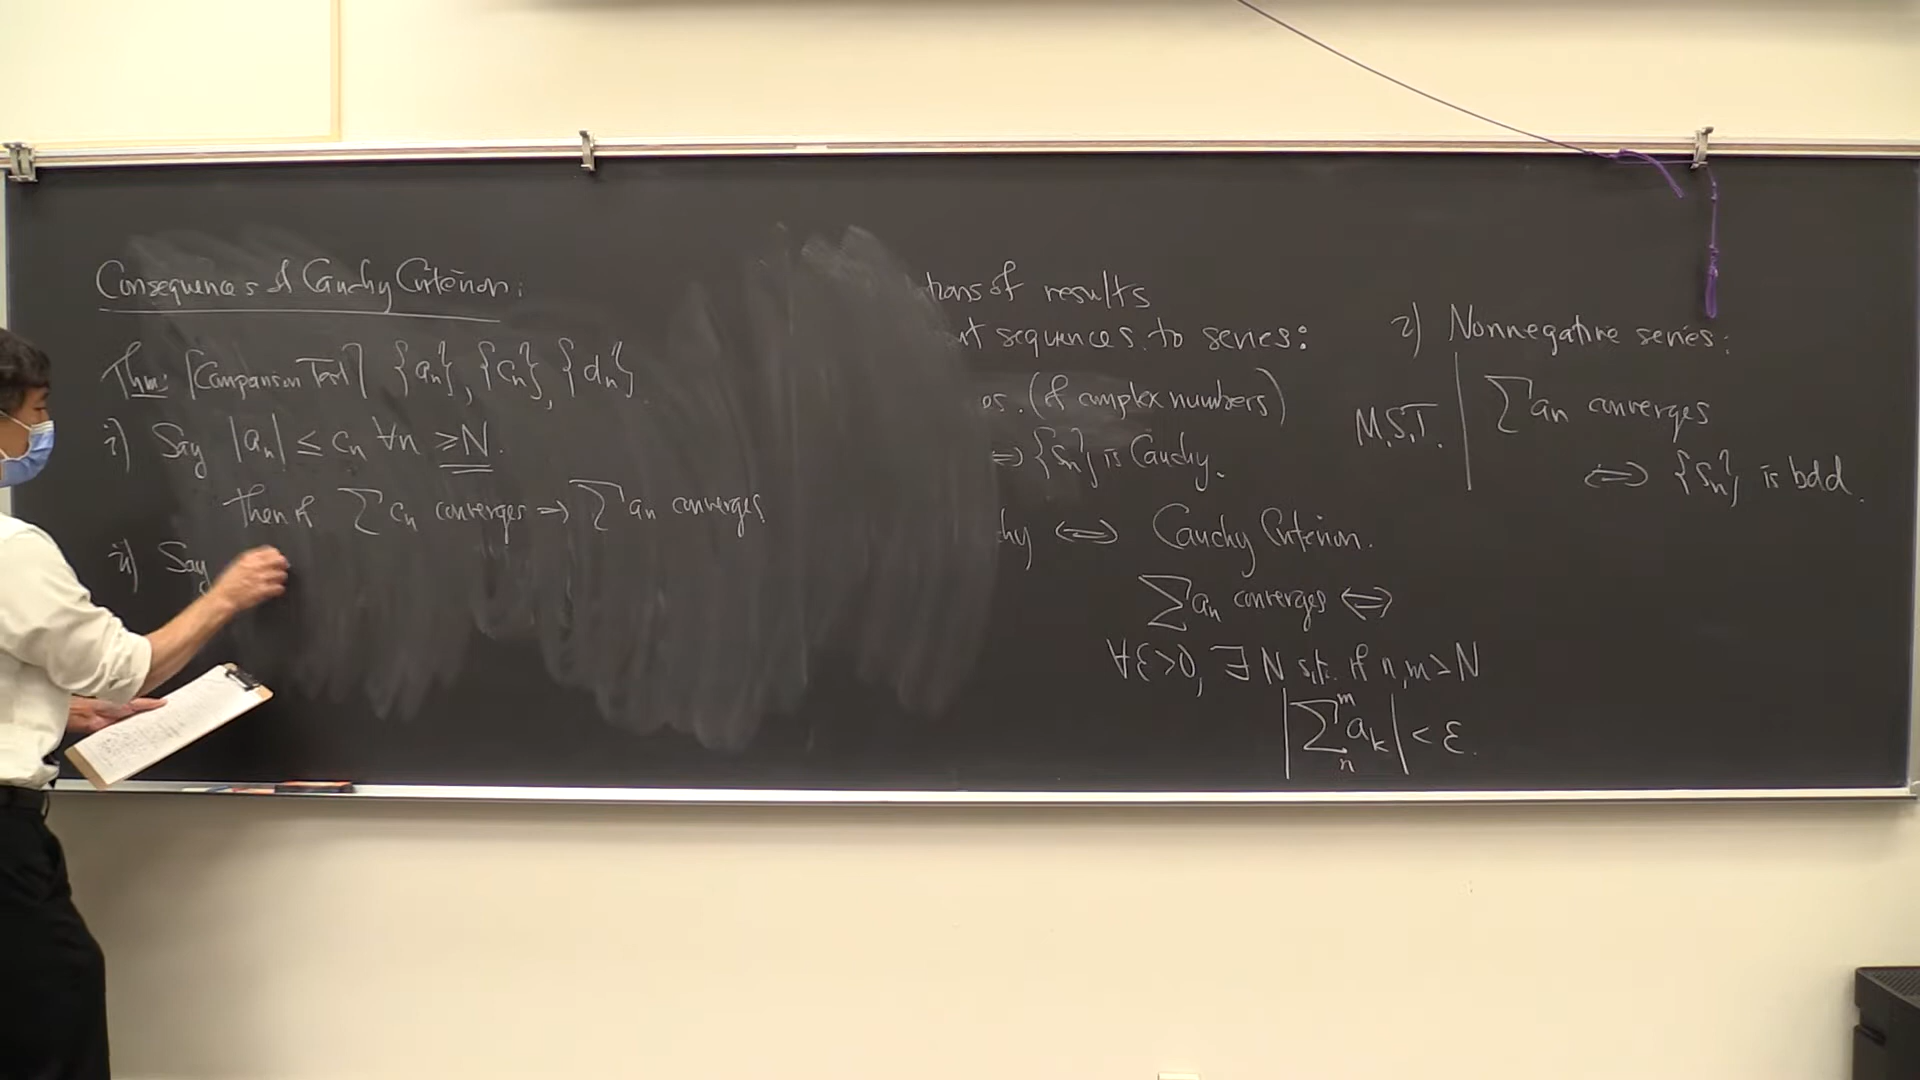 Consequences of Cauchy Criterion:
Thm: [Comparison Test] {aₙ}, {cₙ}, {dₙ}.
i) Say |aₙ| ≤ cₙ ∀n ≥ N.
Then if ∑ cₙ converges ⇒ ∑ aₙ converges.
ii) Say
tions of results
ut sequences to series:
es. (of complex numbers)
⇔ {sₙ} is Cauchy.
chy ⇔ Cauchy Criterion.
∑ aₙ converges ⇔
∀ε>0, ∃ N s.t. if n,m ≥ N
|∑ₙᵐ aₖ| < ε.
2) Nonnegative series:
M.S.T. | ∑ aₙ converges
⇔ {sₙ} is bdd.